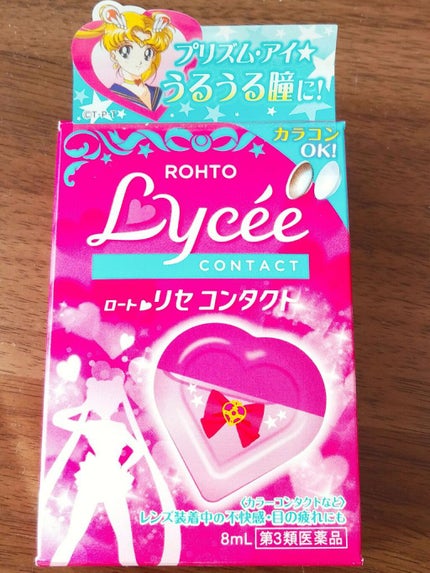 プリズム・アイ★
うるうる瞳に!
©T・P・P
カラコン
OK!
ROHTO
Lycée
CONTACT
ロート♥リセ コンタクト
〈カラーコンタクトなど〉
レンズ装着中の不快感・目の疲れにも
8mL 第3類医薬品